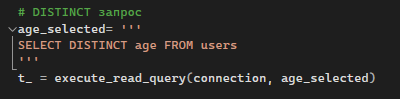 # DISTINCT запрос
age_selected= '''
SELECT DISTINCT age FROM users
'''
t_ = execute_read_query(connection, age_selected)